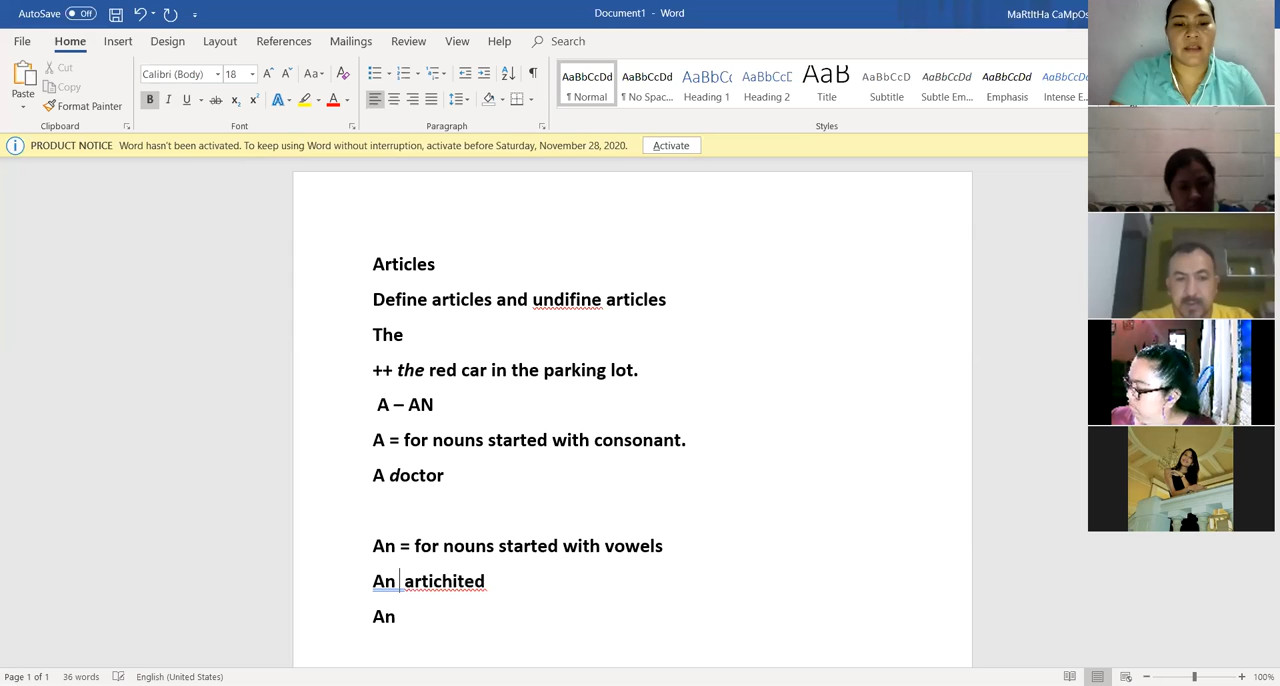 AutoSave Off Document1 - Word MaRtItHa CaMpOs
File Home Insert Design Layout References Mailings Review View Help Search
Paste Cut Copy Format Painter
Calibri (Body) 18
AaBbCcDd AaBbCcDd AaBbCc AaBbCcD AaB AaBbCcD AaBbCcDd AaBbCcDd AaBbCcDd
¶ Normal ¶ No Spac... Heading 1 Heading 2 Title Subtitle Subtle Em... Emphasis Intense E...
Clipboard Font Paragraph Styles
PRODUCT NOTICE Word hasn't been activated. To keep using Word without interruption, activate before Saturday, November 28, 2020. Activate
Articles
Define articles and undifine articles
The
++ the red car in the parking lot.
A – AN
A = for nouns started with consonant.
A doctor
An = for nouns started with vowels
An artichited
An
Page 1 of 1 36 words English (United States) 100%